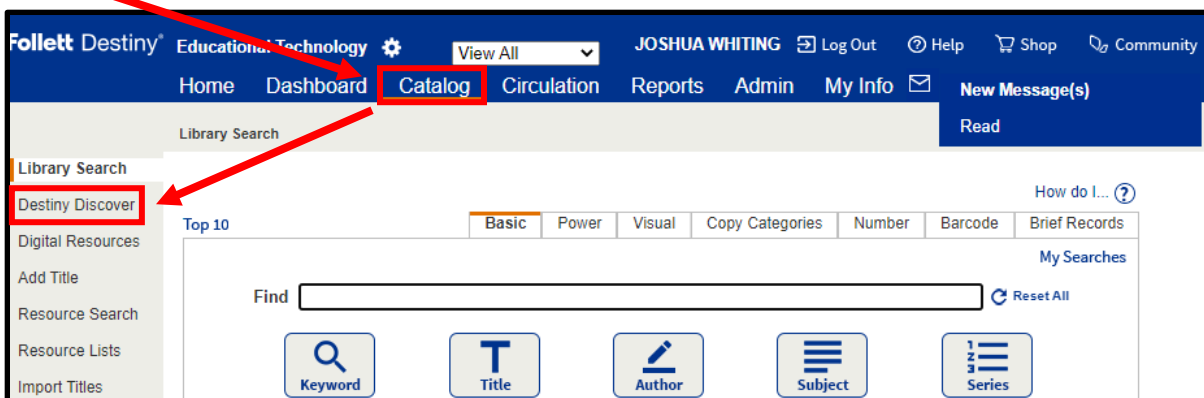 Follett Destiny® Educational Technology View All JOSHUA WHITING Log Out Help Shop Community
Home Dashboard Catalog Circulation Reports Admin My Info New Message(s)
Read
Library Search
Library Search
Destiny Discover
Digital Resources
Add Title
Resource Search
Resource Lists
Import Titles
How do I... ?
Top 10 Basic Power Visual Copy Categories Number Barcode Brief Records
My Searches
Find Reset All
Keyword Title Author Subject Series